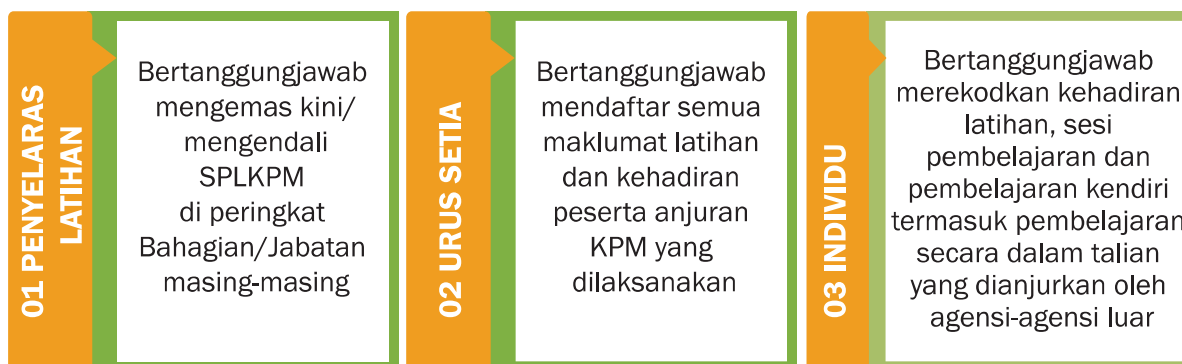 01 PENYELARAS
LATIHAN
Bertanggungjawab
mengemas kini/
mengendali
SPLKPM
di peringkat
Bahagian/Jabatan
masing-masing
02 URUS SETIA
Bertanggungjawab
mendaftar semua
maklumat latihan
dan kehadiran
peserta anjuran
KPM yang
dilaksanakan
03 INDIVIDU
Bertanggungjawab
merekodkan kehadiran
latihan, sesi
pembelajaran dan
pembelajaran kendiri
termasuk pembelajaran
secara dalam talian
yang dianjurkan oleh
agensi-agensi luar